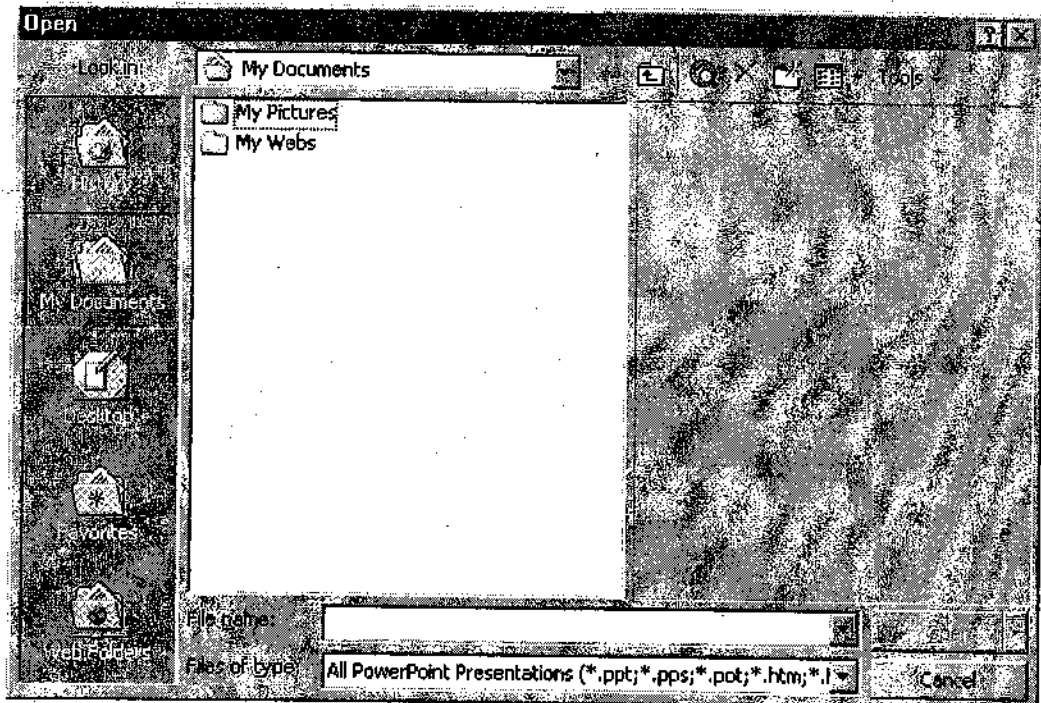 Open
Look in:
My Documents
Tools
My Pictures
My Webs
History
My Documents
Desktop
Favorites
Web Folders
File name:
Files of type:
All PowerPoint Presentations (*.ppt;*.pps;*.pot;*.htm;*.
Cancel